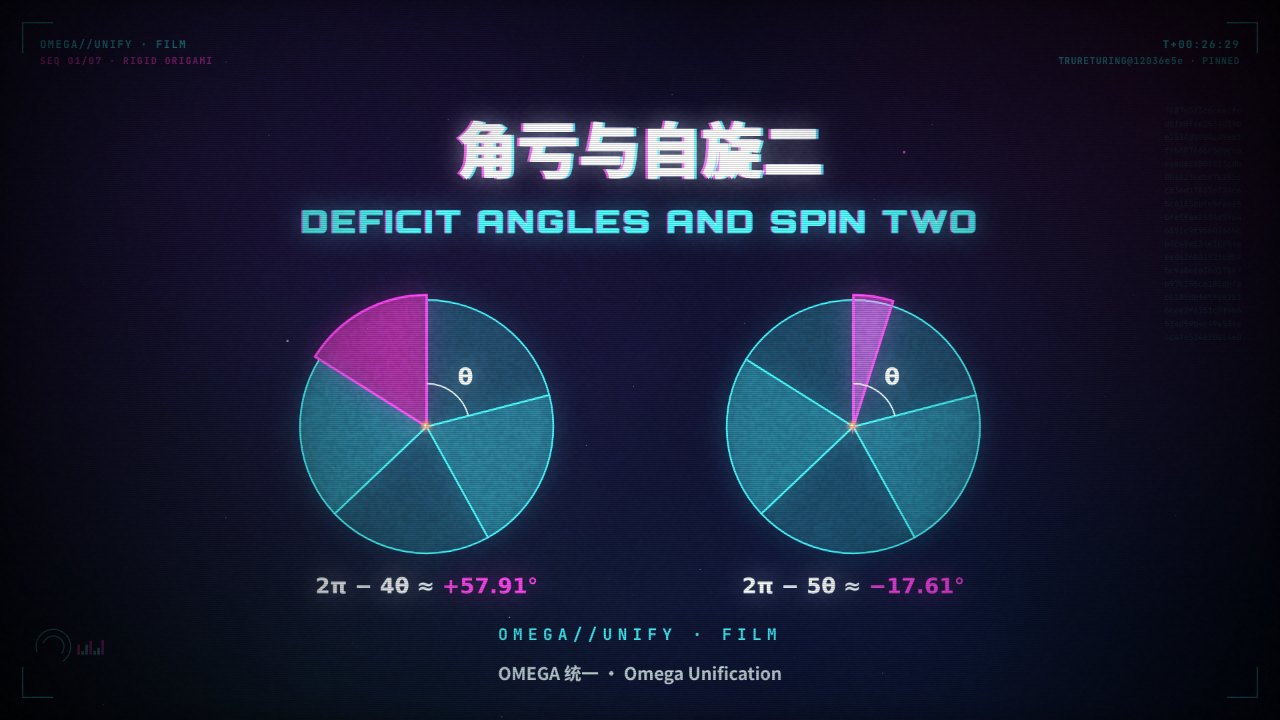 OMEGA//UNIFY · FILM
SEQ 01/07 · RIGID ORIGAMI
T+00:26:29
TRURETURING@12036e5e · PINNED
角亏与自旋二
DEFICIT ANGLES AND SPIN TWO
θ
θ
2π − 4θ ≈ +57.91°
2π − 5θ ≈ −17.61°
OMEGA//UNIFY · FILM
OMEGA 统一 · Omega Unification